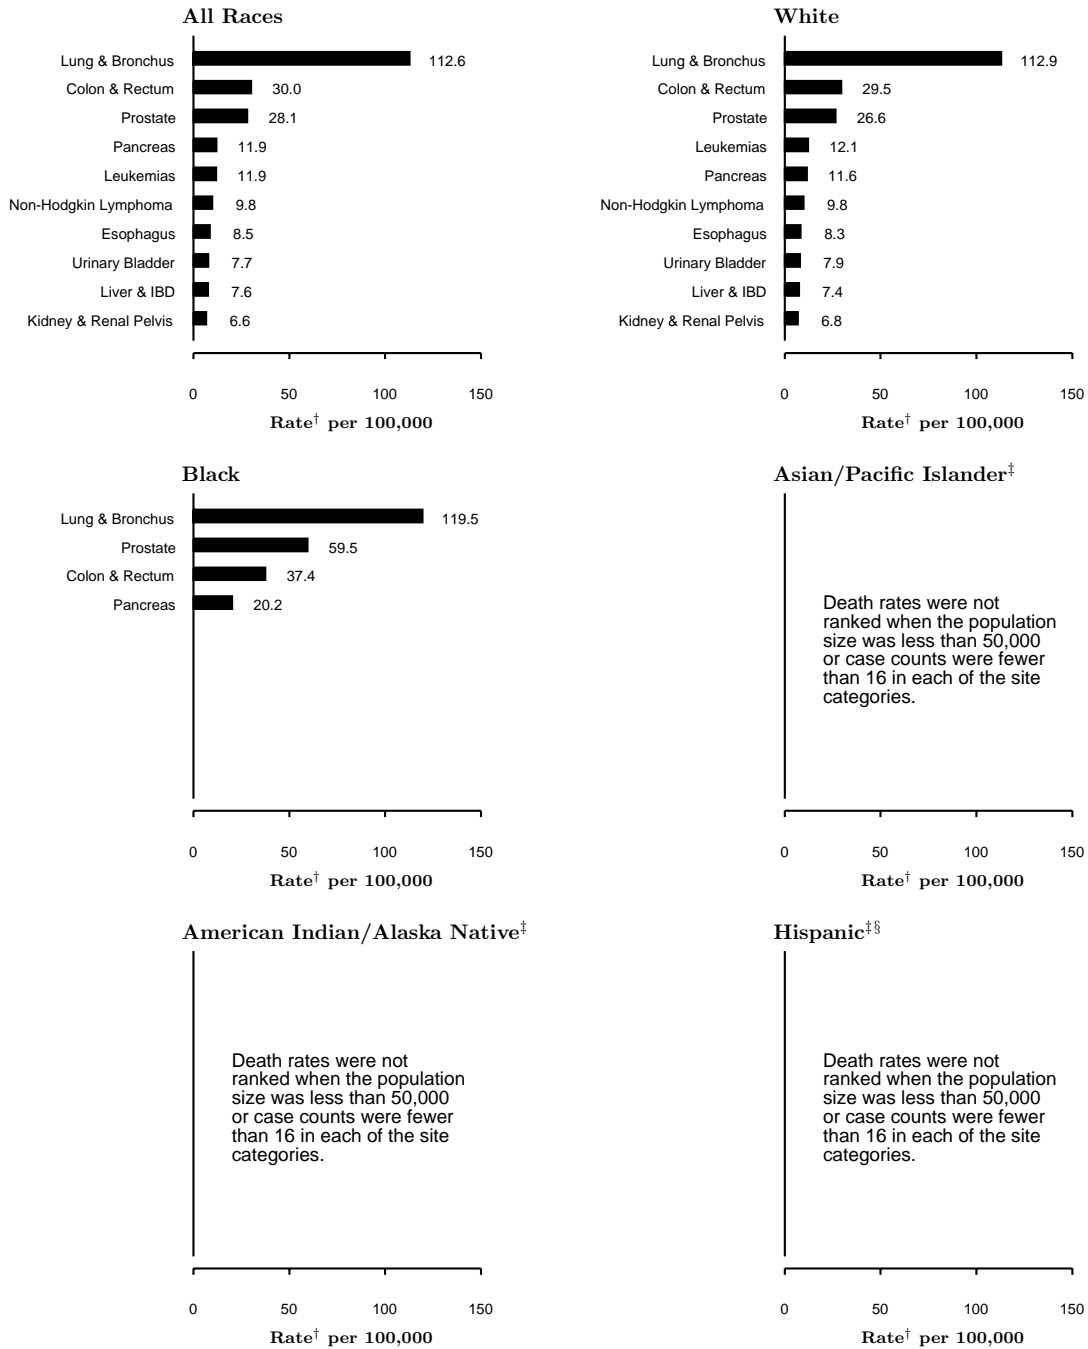 All Races
Lung & Bronchus 112.6
Colon & Rectum 30.0
Prostate 28.1
Pancreas 11.9
Leukemias 11.9
Non-Hodgkin Lymphoma 9.8
Esophagus 8.5
Urinary Bladder 7.7
Liver & IBD 7.6
Kidney & Renal Pelvis 6.6
0 50 100 150
Rate† per 100,000
White
Lung & Bronchus 112.9
Colon & Rectum 29.5
Prostate 26.6
Leukemias 12.1
Pancreas 11.6
Non-Hodgkin Lymphoma 9.8
Esophagus 8.3
Urinary Bladder 7.9
Liver & IBD 7.4
Kidney & Renal Pelvis 6.8
0 50 100 150
Rate† per 100,000
Black
Lung & Bronchus 119.5
Prostate 59.5
Colon & Rectum 37.4
Pancreas 20.2
0 50 100 150
Rate† per 100,000
Asian/Pacific Islander‡
Death rates were not
ranked when the population
size was less than 50,000
or case counts were fewer
than 16 in each of the site
categories.
0 50 100 150
Rate† per 100,000
American Indian/Alaska Native‡
Death rates were not
ranked when the population
size was less than 50,000
or case counts were fewer
than 16 in each of the site
categories.
0 50 100 150
Rate† per 100,000
Hispanic‡§
Death rates were not
ranked when the population
size was less than 50,000
or case counts were fewer
than 16 in each of the site
categories.
0 50 100 150
Rate† per 100,000